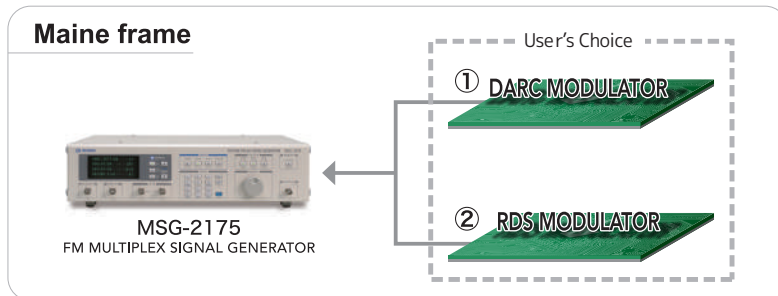 Maine frame
User's Choice
① DARC MODULATOR
② RDS MODULATOR
MSG-2175
FM MULTIPLEX SIGNAL GENERATOR